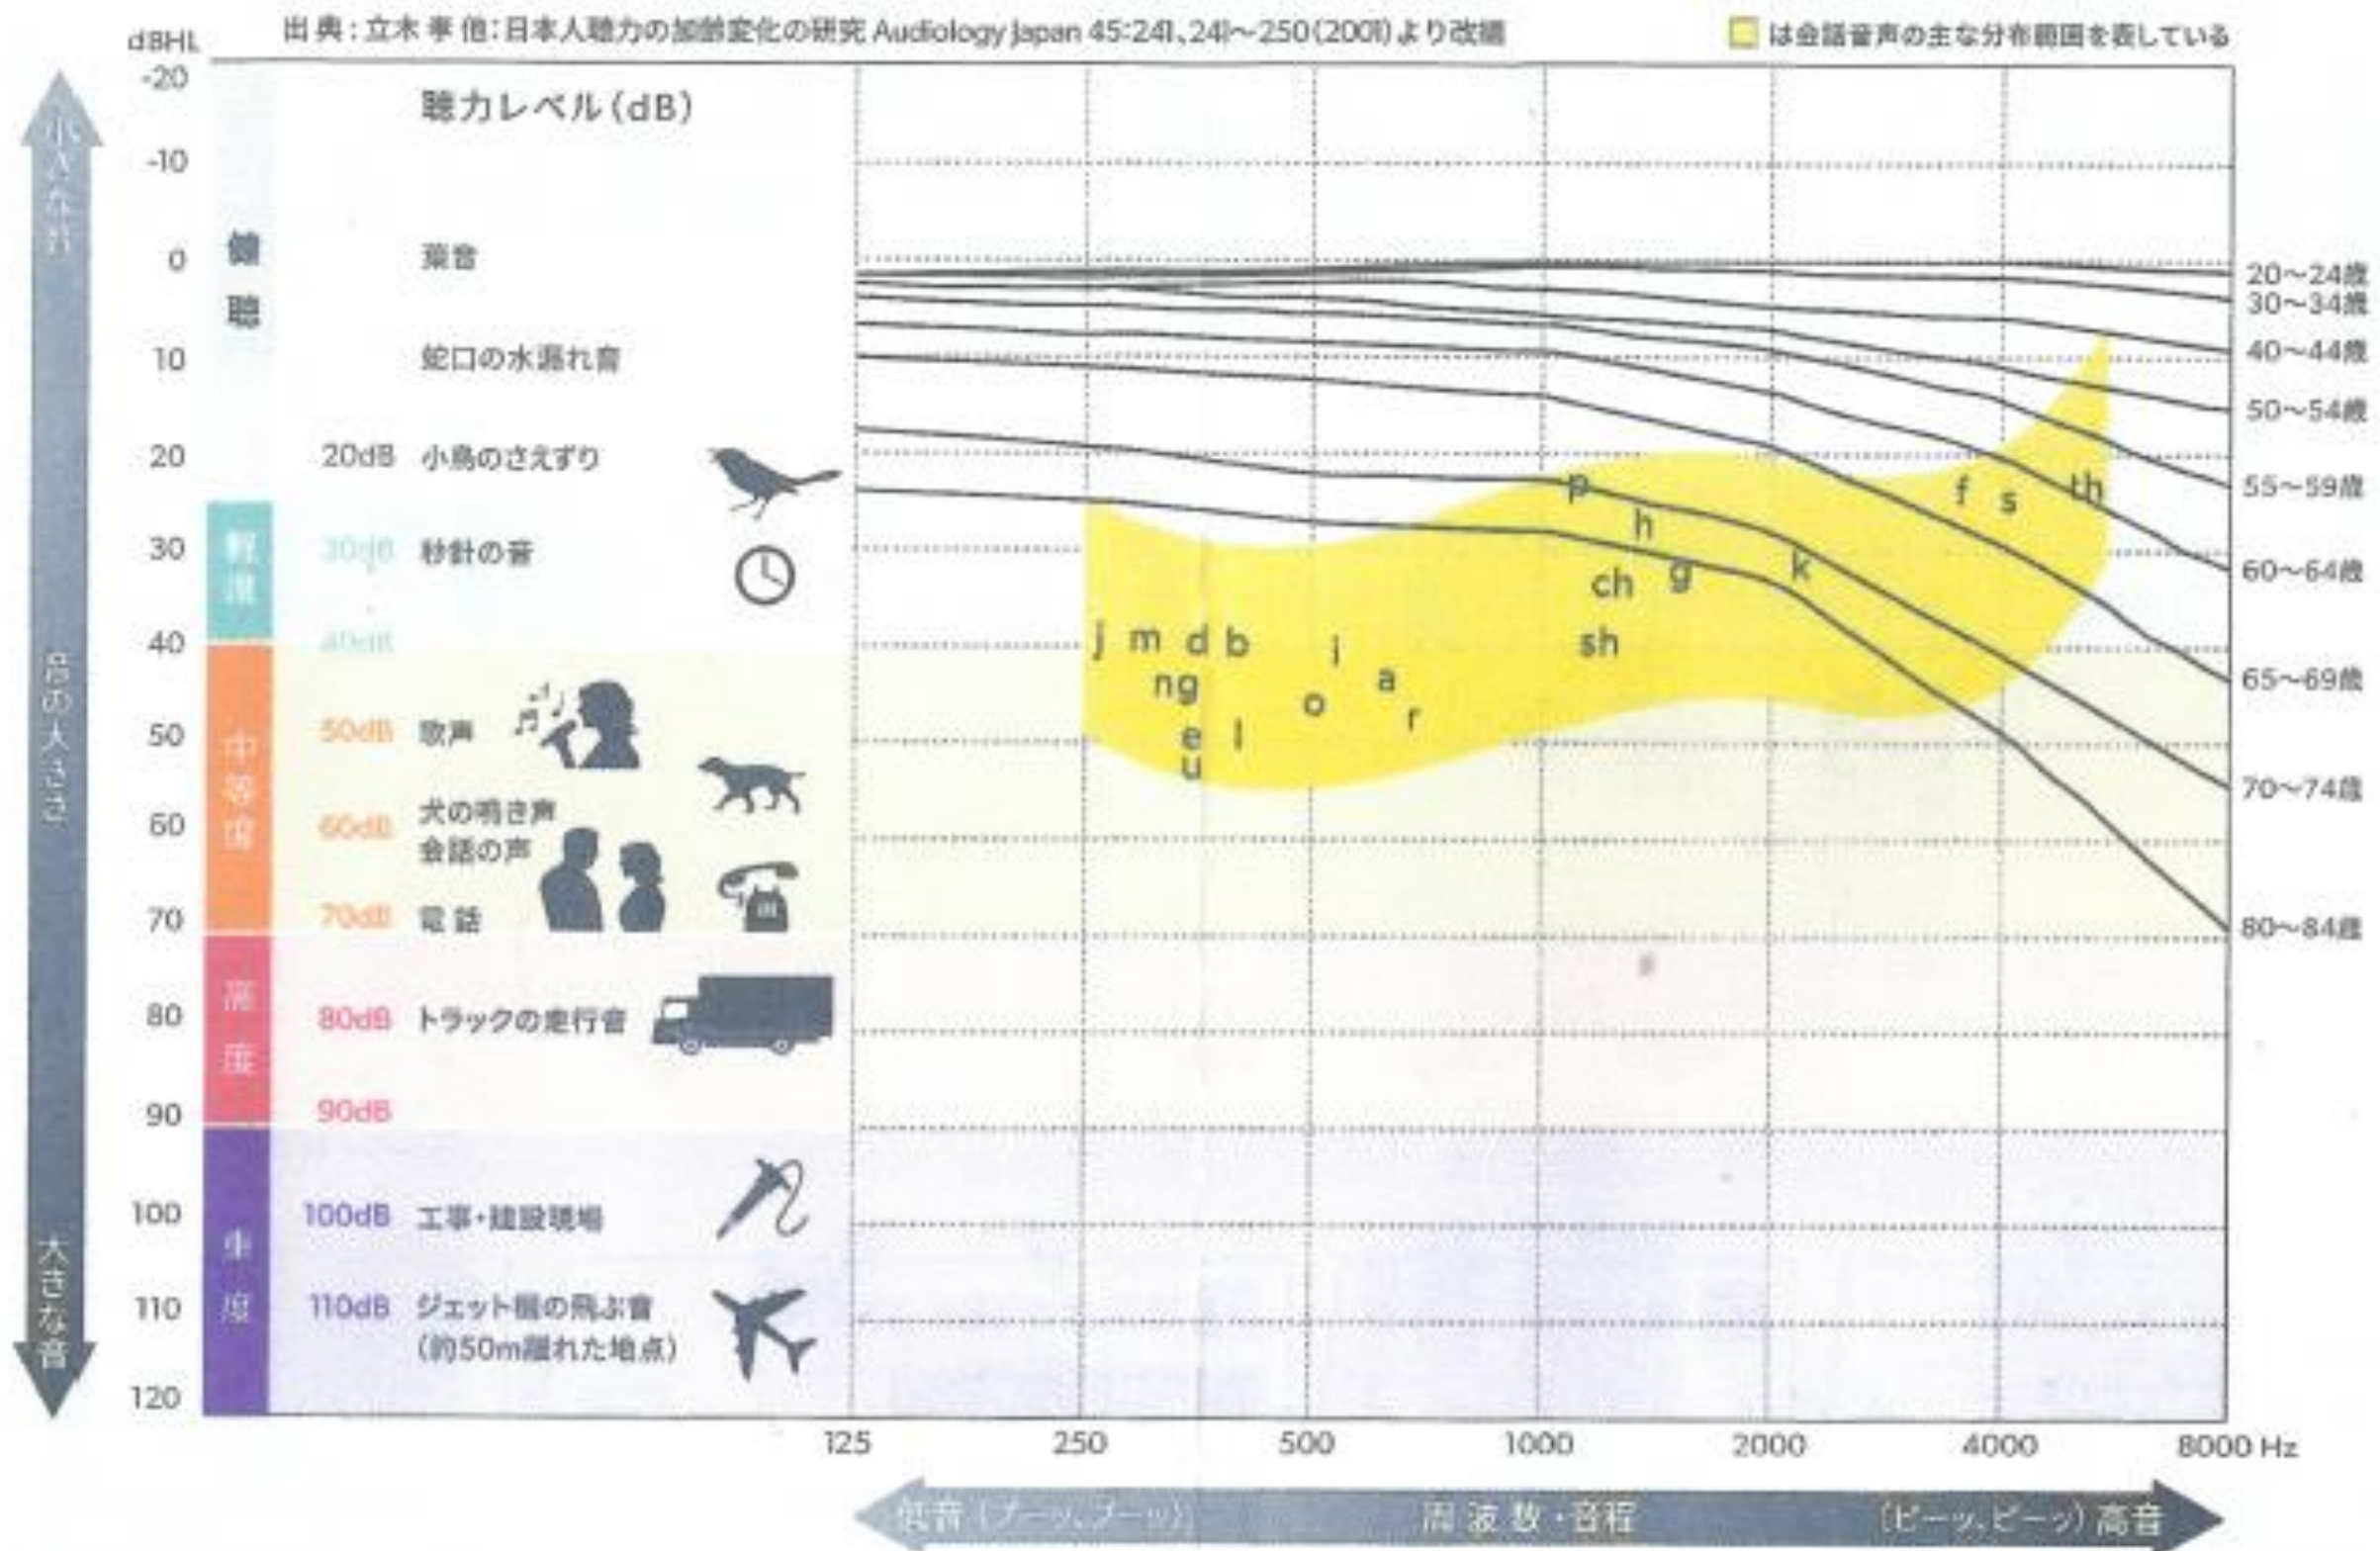 出典：立木 孝 他：日本人聴力の加齢変化の研究 Audiology Japan 45：241、241～250（2001）より改編
は会話音声の主な分布範囲を表している
dBHL
聴力レベル（dB）
小さな音
音の大きさ
大きな音
-20
-10
0
10
20
30
40
50
60
70
80
90
100
110
120
健聴
軽度
中等度
高度
重度
葉音
蛇口の水漏れ音
20dB 小鳥のさえずり
30dB 秒針の音
40dB
50dB 歌声
60dB 犬の鳴き声
会話の声
70dB 電話
80dB トラックの走行音
90dB
100dB 工事・建設現場
110dB ジェット機の飛ぶ音
（約50m離れた地点）
p
h
f s th
ch g k
j m d b i sh
ng o a
r
e l
u
20～24歳
30～34歳
40～44歳
50～54歳
55～59歳
60～64歳
65～69歳
70～74歳
80～84歳
125 250 500 1000 2000 4000 8000 Hz
低音（ブーッ、ブーッ） 周波数・音程 （ピーッ、ピーッ）高音